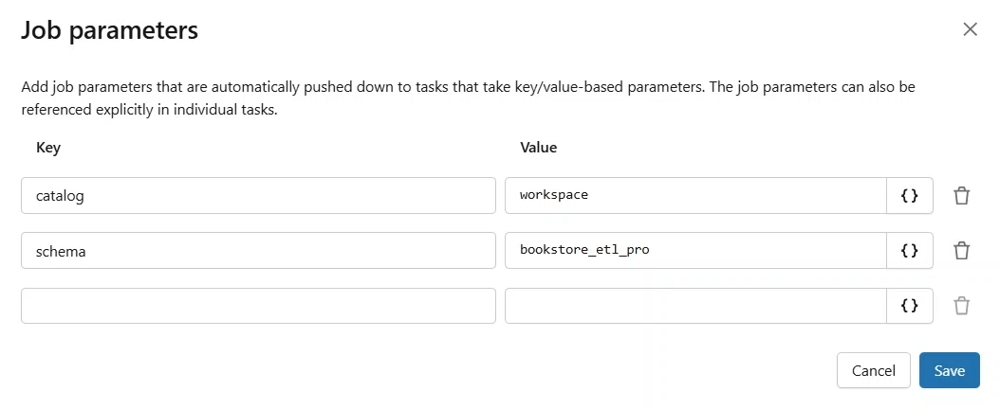 Job parameters
Add job parameters that are automatically pushed down to tasks that take key/value-based parameters. The job parameters can also be
referenced explicitly in individual tasks.
Key Value
catalog workspace {}
schema bookstore_etl_pro {}
{}
Cancel Save